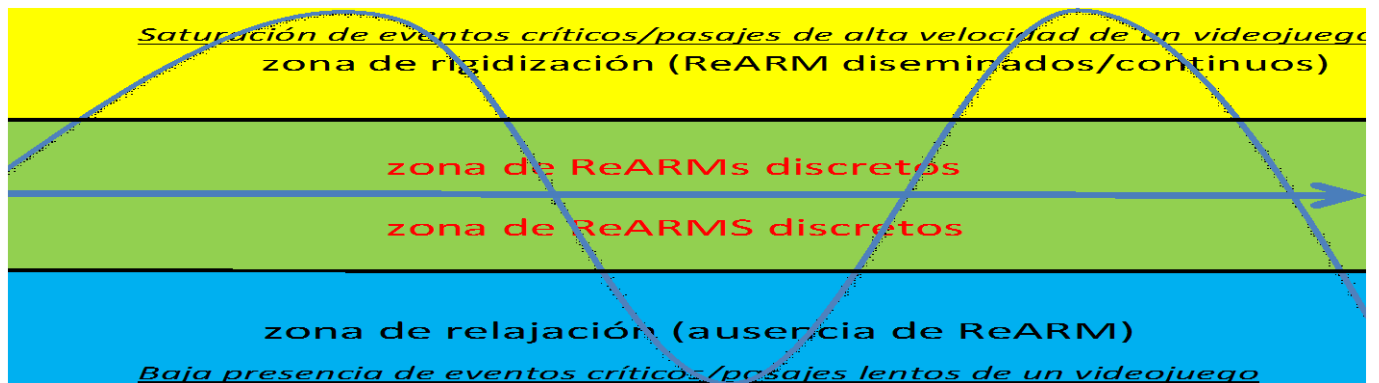 Saturación de eventos críticos/pasajes de alta velocidad de un videojuego
zona de rigidización (ReARM diseminados/continuos)
zona de ReARMs discretos
zona de ReARMS discretos
zona de relajación (ausencia de ReARM)
Baja presencia de eventos críticos/pasajes lentos de un videojuego